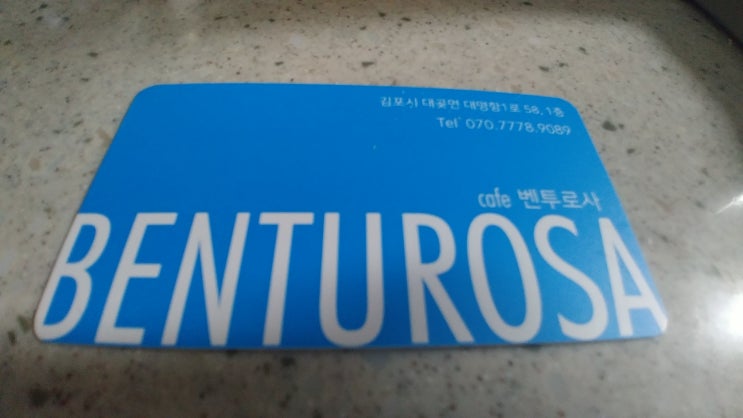 김포시 대곶면 대명항1로 58, 1층
Tel 070.7778.9089
cafe 벤투로사
BENTUROSA